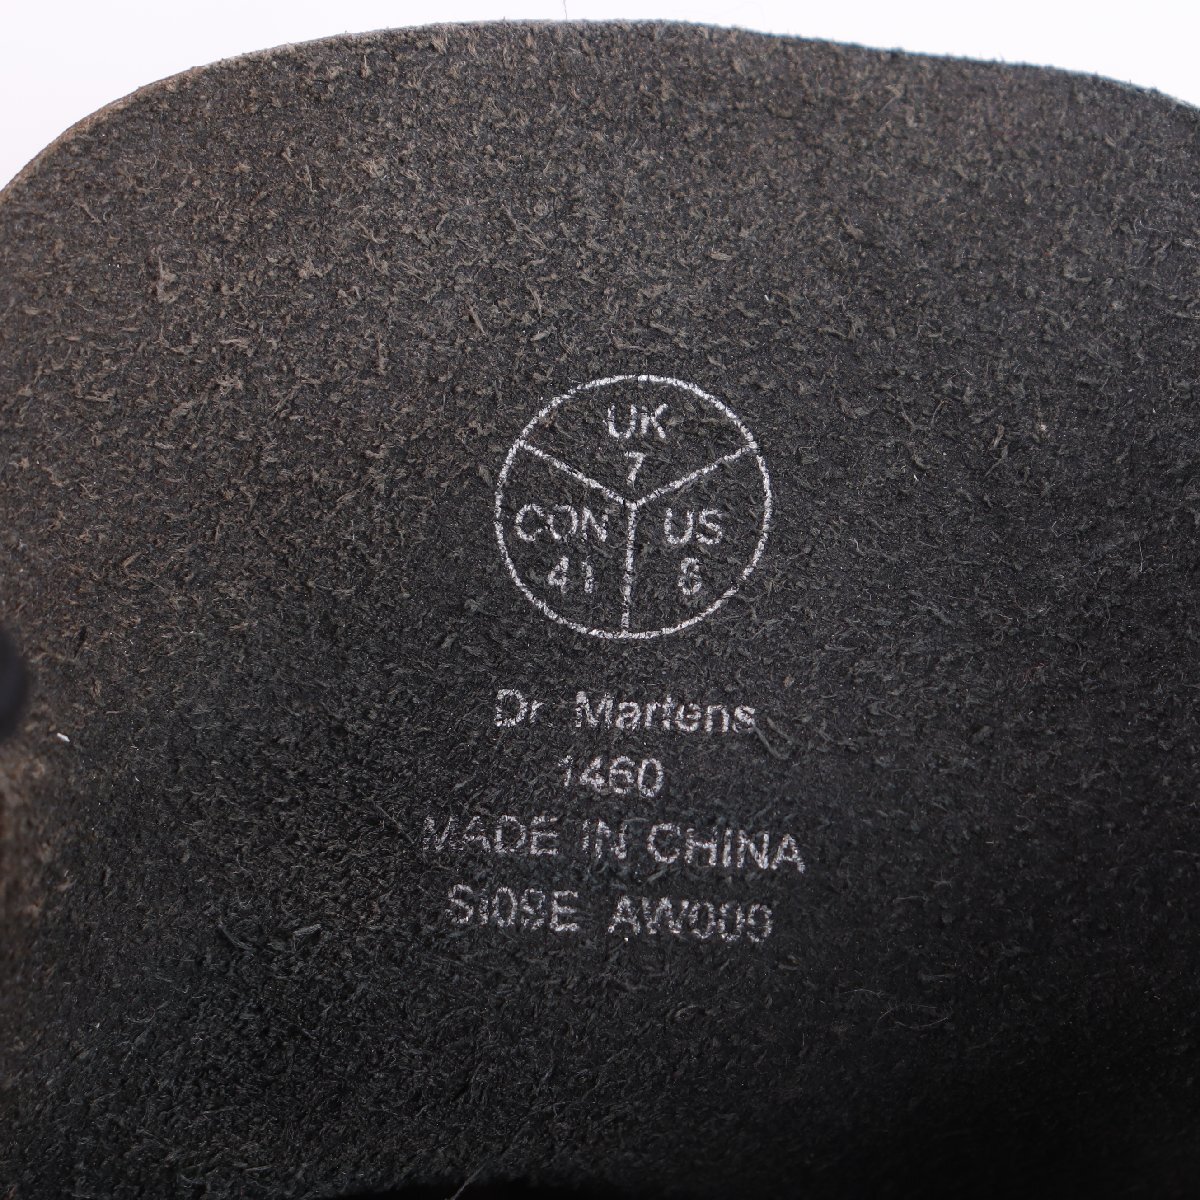 UK
7
CON US
41 8
Dr. Martens
1460
MADE IN CHINA
SI09E AW009